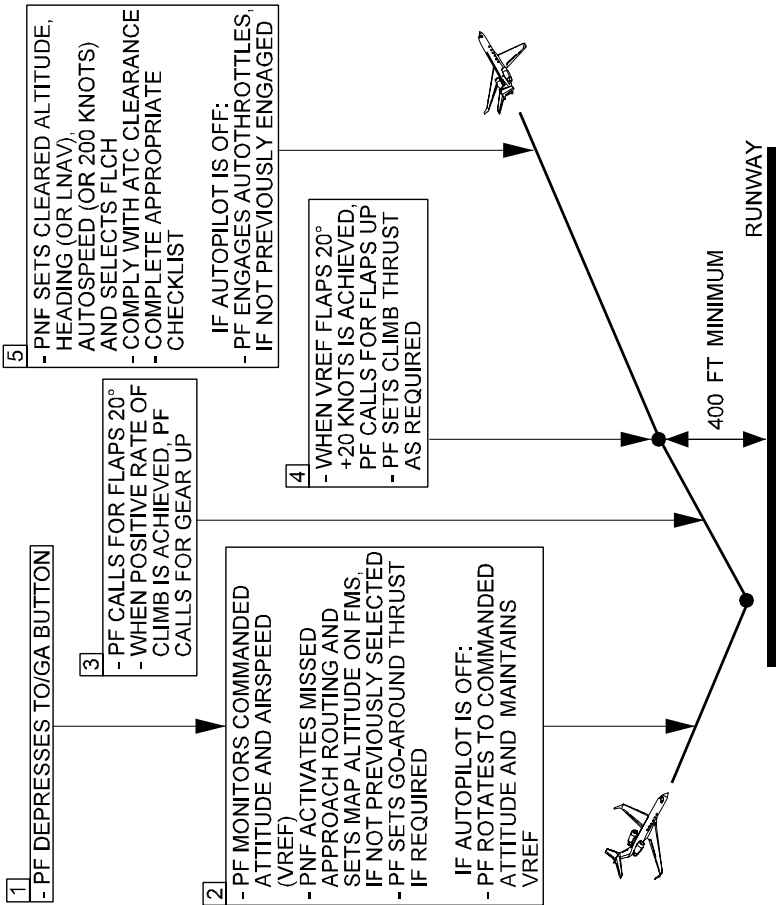 1
- PF DEPRESSES TO/GA BUTTON
2
- PF MONITORS COMMANDED
ATTITUDE AND AIRSPEED
(VREF)
- PNF ACTIVATES MISSED
APPROACH ROUTING AND
SETS MAP ALTITUDE ON FMS,
IF NOT PREVIOUSLY SELECTED
- PF SETS GO-AROUND THRUST
IF REQUIRED
IF AUTOPILOT IS OFF:
- PF ROTATES TO COMMANDED
ATTITUDE AND MAINTAINS
VREF
3
- PF CALLS FOR FLAPS 20°
- WHEN POSITIVE RATE OF
CLIMB IS ACHIEVED, PF
CALLS FOR GEAR UP
4
- WHEN VREF FLAPS 20°
+20 KNOTS IS ACHIEVED,
PF CALLS FOR FLAPS UP
- PF SETS CLIMB THRUST
AS REQUIRED
5
- PNF SETS CLEARED ALTITUDE,
HEADING (OR LNAV),
AUTOSPEED (OR 200 KNOTS)
AND SELECTS FLCH
- COMPLY WITH ATC CLEARANCE
- COMPLETE APPROPRIATE
CHECKLIST
IF AUTOPILOT IS OFF:
- PF ENGAGES AUTOTHROTTLES,
IF NOT PREVIOUSLY ENGAGED
400 FT MINIMUM
RUNWAY